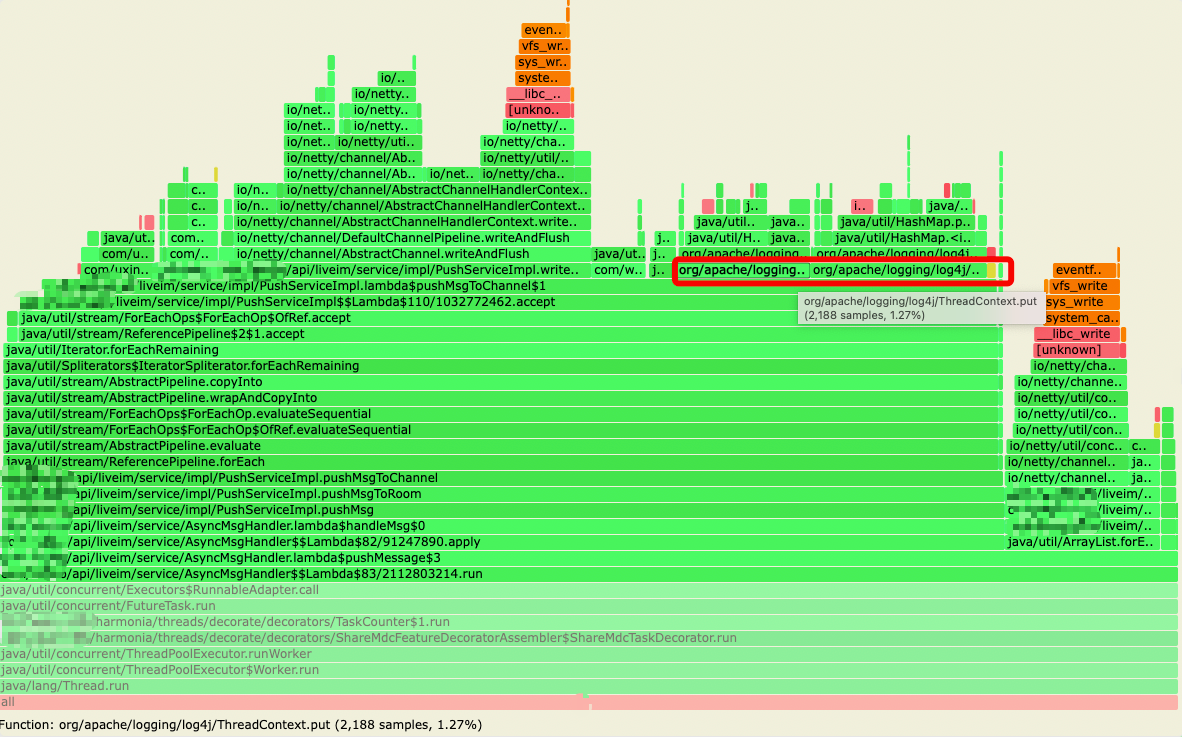 even..
vfs_wr..
sys_wr..
syste..
io/..
__libc_..
io/netty..
io/net..
io/netty..
[unkno..
io/net..
io/netty..
io/netty/..
io/net..
io/netty/uti..
io/netty/cha..
io/netty/channel/Ab..
io/netty/util/..
io/netty/channel/Ab..
io/net..
io/netty/cha..
c..
io/n..
io/netty/channel/AbstractChannelHandlerContex..
c..
io/n..
io/netty/channel/AbstractChannelHandlerContext..
j..
i..
java/..
c..
io/netty/channel/AbstractChannelHandlerContext.write..
java/util..
java..
java/util/HashMap.p..
java/ut..
com..
io/netty/channel/DefaultChannelPipeline.writeAndFlush
j..
java/util/H..
java..
java/util/HashMap.<i..
com/u..
com/..
io/netty/channel/AbstractChannel.writeAndFlush
java/ut..
j..
org/apache/logging..
org/apache/logging/log4j..
com/uxin..
/api/liveim/service/impl/PushServiceImpl.write..
com/w..
j..
org/apache/logging..
org/apache/logging/log4j/..
eventf..
liveim/service/impl/PushServiceImpl.lambda$pushMsgToChannel$1
vfs_write
liveim/service/impl/PushServiceImpl$$Lambda$110/1032772462.accept
org/apache/logging/log4j/ThreadContext.put
(2,188 samples, 1.27%)
sys_write
java/util/stream/ForEachOps$ForEachOp$OfRef.accept
system_ca..
java/util/stream/ReferencePipeline$2$1.accept
__libc_write
java/util/Iterator.forEachRemaining
[unknown]
java/util/Spliterators$IteratorSpliterator.forEachRemaining
io/netty/cha..
java/util/stream/AbstractPipeline.copyInto
io/netty/channe..
java/util/stream/AbstractPipeline.wrapAndCopyInto
io/netty/util/co..
java/util/stream/ForEachOps$ForEachOp.evaluateSequential
io/netty/util/co..
java/util/stream/ForEachOps$ForEachOp$OfRef.evaluateSequential
io/netty/util/con..
java/util/stream/AbstractPipeline.evaluate
io/netty/util/conc..
c..
java/util/stream/ReferencePipeline.forEach
io/netty/channel..
ja..
api/liveim/service/impl/PushServiceImpl.pushMsgToChannel
io/netty/channel..
ja..
api/liveim/service/impl/PushServiceImpl.pushMsgToRoom
/liveim/..
/api/liveim/service/impl/PushServiceImpl.pushMsg
c
/liveim/..
/api/liveim/service/AsyncMsgHandler.lambda$handleMsg$0
/liveim/..
/api/liveim/service/AsyncMsgHandler$$Lambda$82/91247890.apply
java/util/ArrayList.forE..
/api/liveim/service/AsyncMsgHandler.lambda$pushMessage$3
/api/liveim/service/AsyncMsgHandler$$Lambda$83/2112803214.run
java/util/concurrent/Executors$RunnableAdapter.call
java/util/concurrent/FutureTask.run
harmonia/threads/decorate/decorators/TaskCounter$1.run
/harmonia/threads/decorate/decorators/ShareMdcFeatureDecoratorAssembler$ShareMdcTaskDecorator.run
java/util/concurrent/ThreadPoolExecutor.runWorker
java/util/concurrent/ThreadPoolExecutor$Worker.run
java/lang/Thread.run
all
Function: org/apache/logging/log4j/ThreadContext.put (2,188 samples, 1.27%)